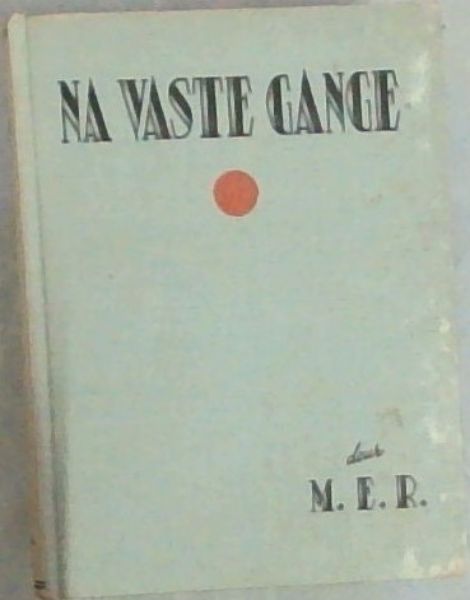 NA VASTE GANGE
deur
M. E. R.